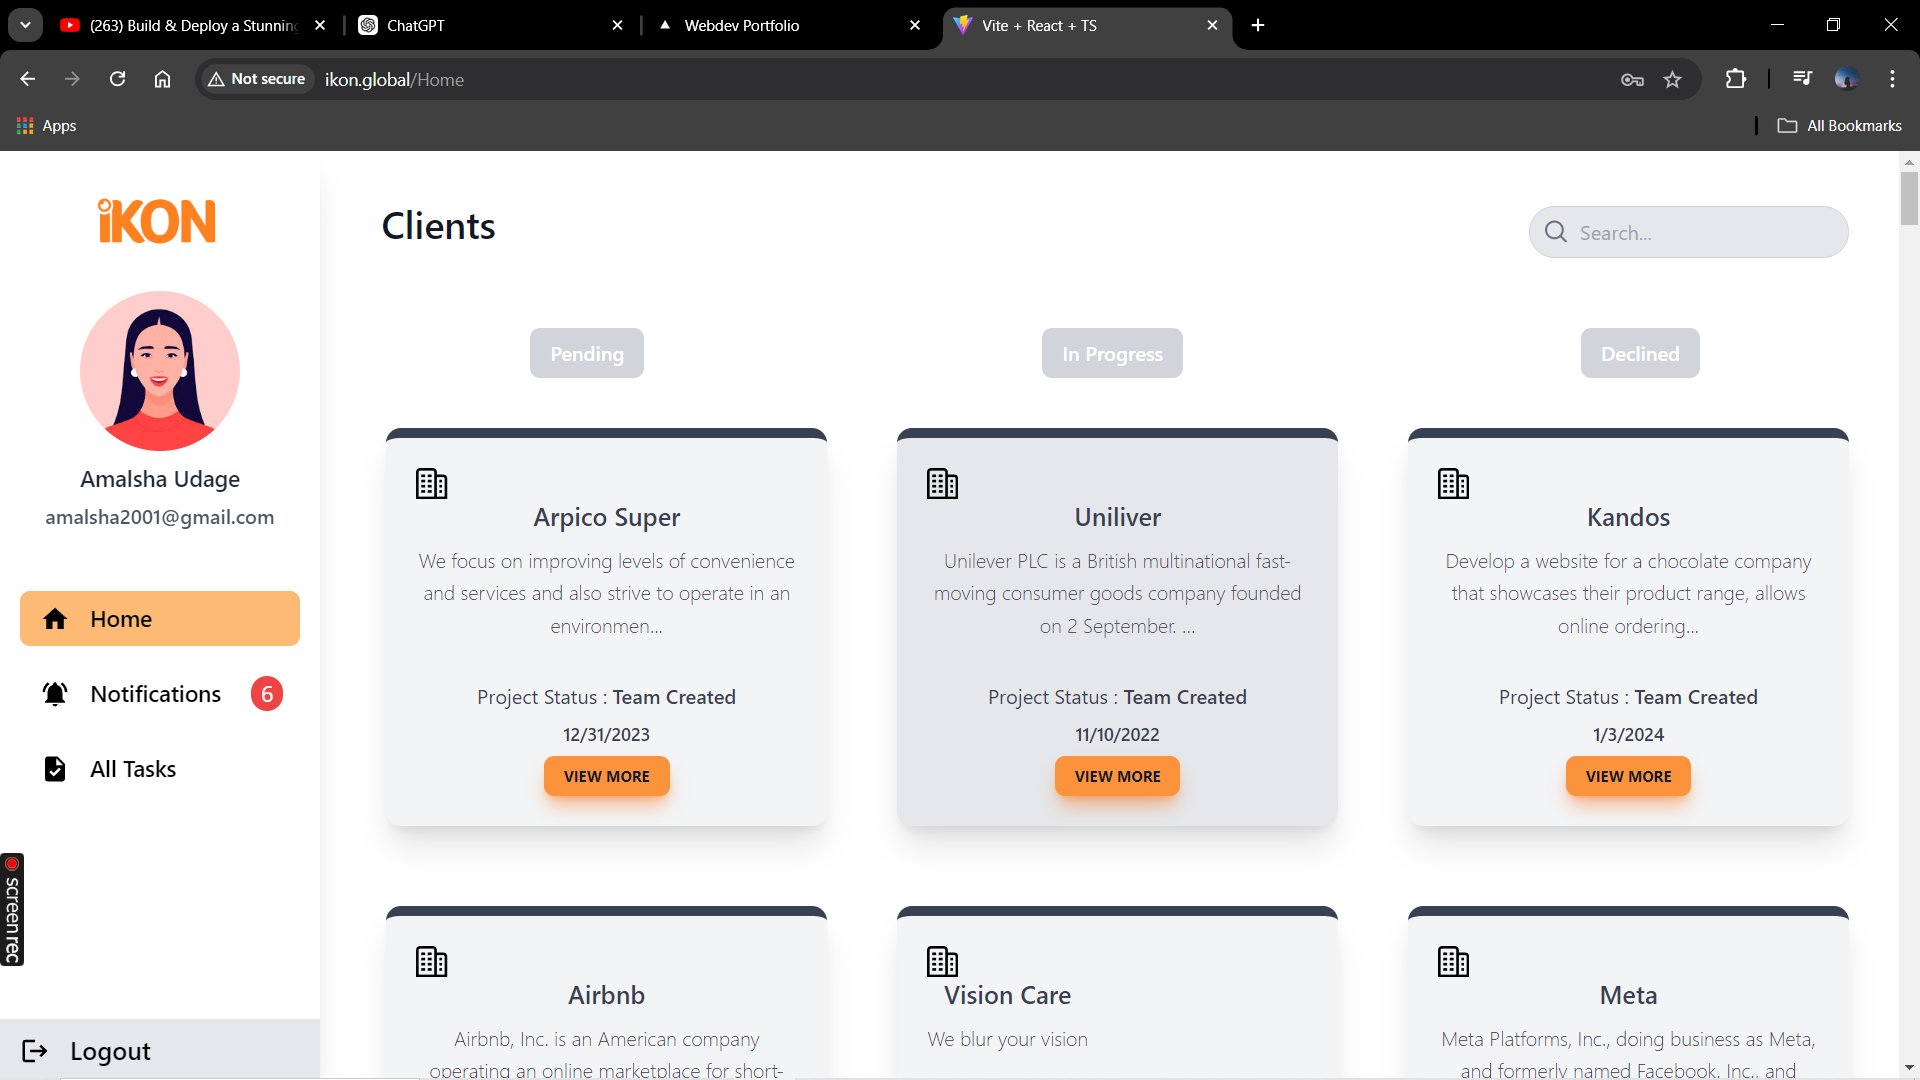 (263) Build & Deploy a Stunning
ChatGPT
Webdev Portfolio
Vite + React + TS
Not secure
ikon.global/Home
Apps
All Bookmarks
iKON
Amalsha Udage
amalsha2001@gmail.com
Home
Notifications 6
All Tasks
screenrec
Logout
Clients
Search...
Pending
In Progress
Declined
Arpico Super
We focus on improving levels of convenience
and services and also strive to operate in an
environmen...
Project Status : Team Created
12/31/2023
VIEW MORE
Uniliver
Unilever PLC is a British multinational fast-
moving consumer goods company founded
on 2 September. ...
Project Status : Team Created
11/10/2022
VIEW MORE
Kandos
Develop a website for a chocolate company
that showcases their product range, allows
online ordering...
Project Status : Team Created
1/3/2024
VIEW MORE
Airbnb
Airbnb, Inc. is an American company
operating an online marketplace for short-
Vision Care
We blur your vision
Meta
Meta Platforms, Inc., doing business as Meta,
and formerly named Facebook, Inc., and